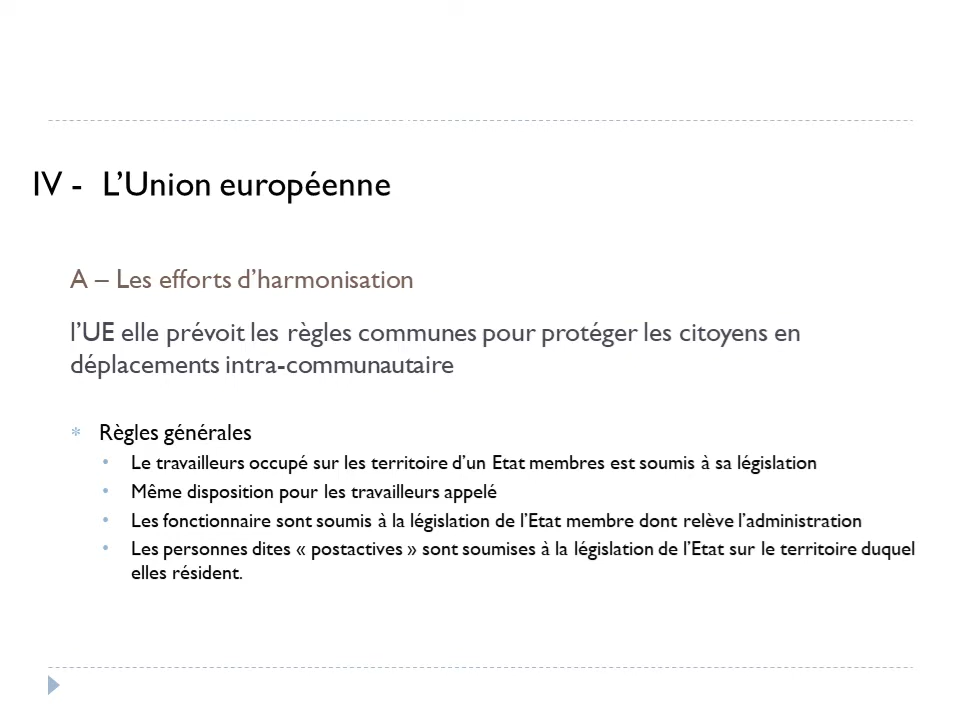 IV - L’Union européenne
A – Les efforts d’harmonisation
l’UE elle prévoit les règles communes pour protéger les citoyens en
déplacements intra-communautaire
* Règles générales
• Le travailleurs occupé sur les territoire d’un Etat membres est soumis à sa législation
• Même disposition pour les travailleurs appelé
• Les fonctionnaire sont soumis à la législation de l’Etat membre dont relève l’administration
• Les personnes dites « postactives » sont soumises à la législation de l’Etat sur le territoire duquel
elles résident.